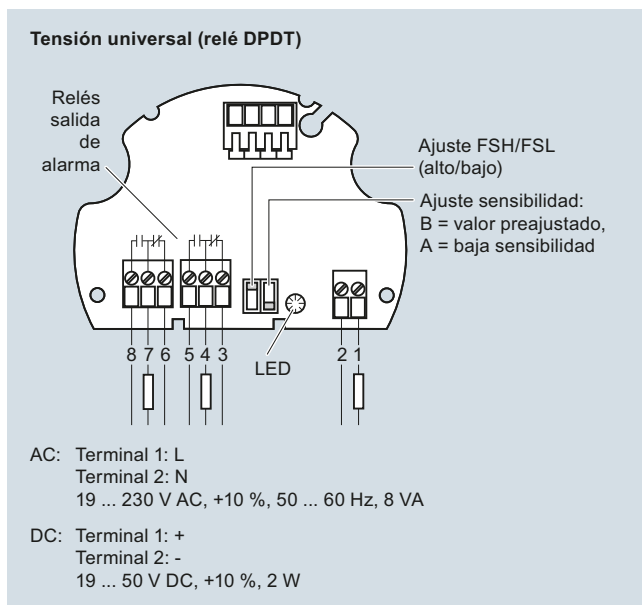 Tensión universal (relé DPDT)
Relés
salida
de
alarma
Ajuste FSH/FSL
(alto/bajo)
Ajuste sensibilidad:
B = valor preajustado,
A = baja sensibilidad
8 7 6 5 4 3
LED
2 1
AC: Terminal 1: L
Terminal 2: N
19 ... 230 V AC, +10 %, 50 ... 60 Hz, 8 VA
DC: Terminal 1: +
Terminal 2: -
19 ... 50 V DC, +10 %, 2 W